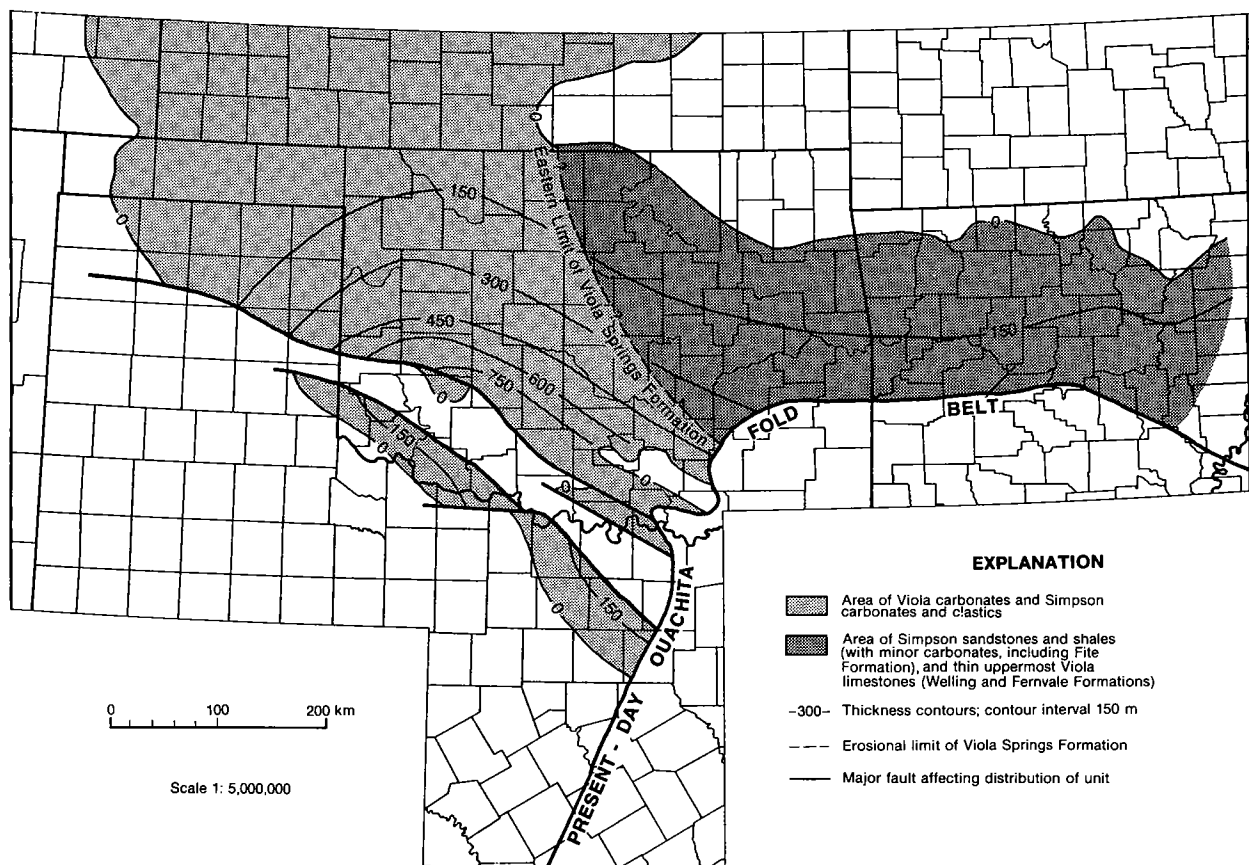 0
0
0
150
300
450
600
750
Eastern Limit of Viola Springs Formation
0
150
0
150
0
0
0
0
150
0
150
FOLD
BELT
PRESENT - DAY OUACHITA
EXPLANATION
Area of Viola carbonates and Simpson
carbonates and clastics
Area of Simpson sandstones and shales
(with minor carbonates, including Fite
Formation), and thin uppermost Viola
limestones (Welling and Fernvale Formations)
-300- Thickness contours; contour interval 150 m
Erosional limit of Viola Springs Formation
Major fault affecting distribution of unit
0 100 200 km
Scale 1: 5,000,000